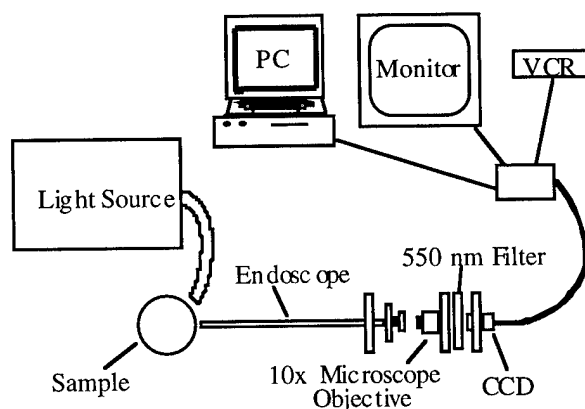 PC
Monitor
VCR
Light Source
Endoscope
550 nm Filter
Sample
10x Microscope
Objective
CCD